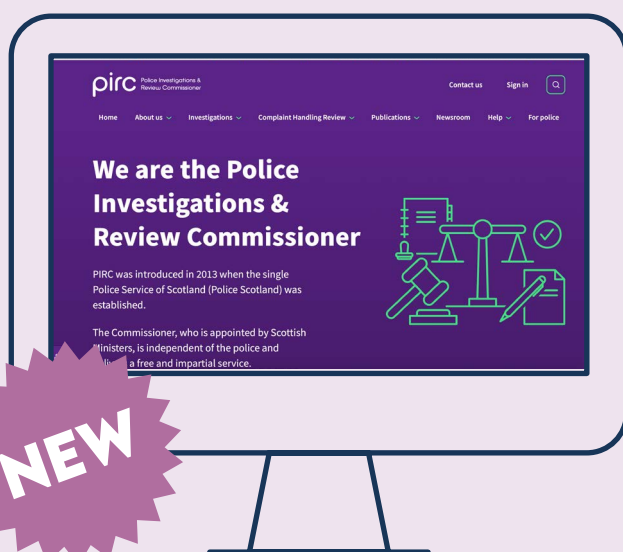 pirc Police Investigations &
Review Commissioner
Contact us Sign in
Home About us Investigations Complaint Handling Review Publications Newsroom Help For police
We are the Police
Investigations &
Review Commissioner
PIRC was introduced in 2013 when the single
Police Service of Scotland (Police Scotland) was
established.
The Commissioner, who is appointed by Scottish
Ministers, is independent of the police and
a free and impartial service.
NEW